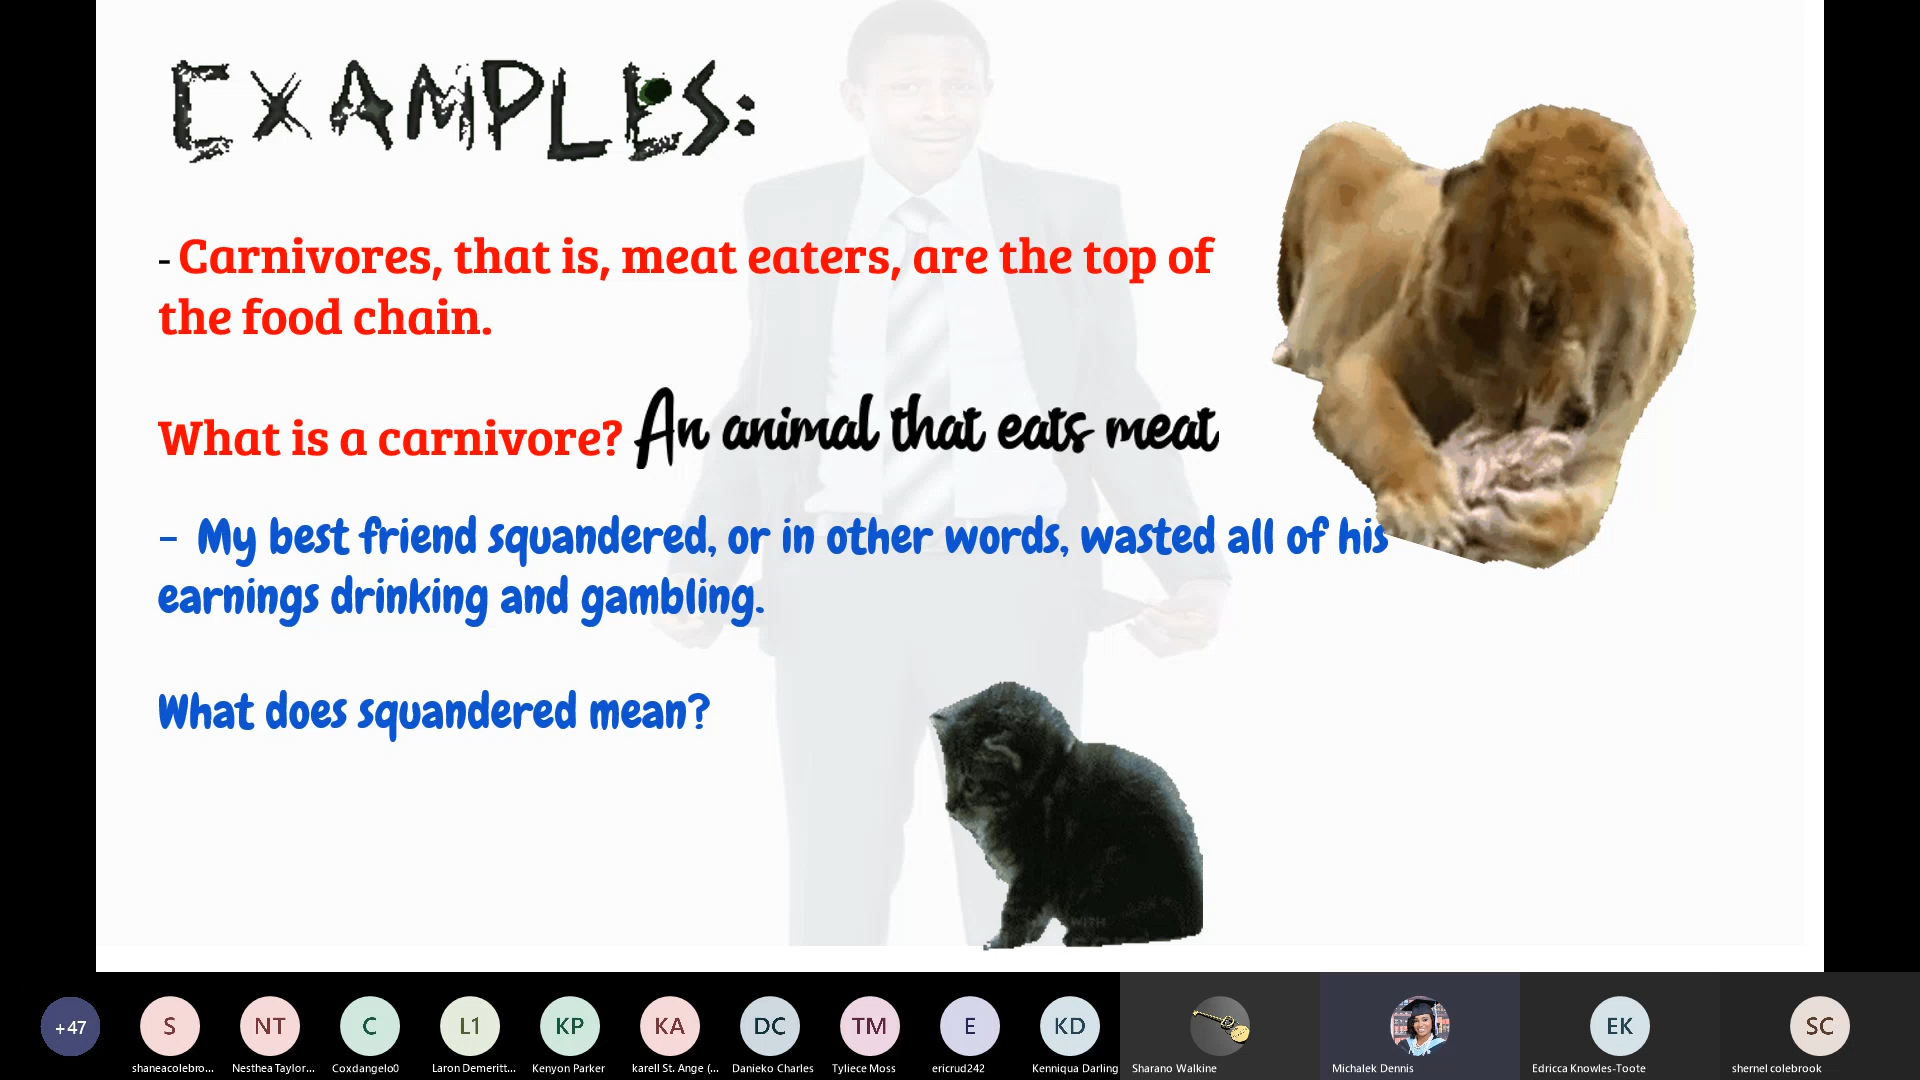 EXAMPLES:
- Carnivores, that is, meat eaters, are the top of
the food chain.
What is a carnivore? An animal that eats meat
- My best friend squandered, or in other words, wasted all of his
earnings drinking and gambling.
What does squandered mean?
WITH
+47
S
NT
C
L1
KP
KA
DC
TM
E
KD
EK
SC
shaneacolebro...
Nesthea Taylor...
Coxdangelo0
Laron Demeritt...
Kenyon Parker
karell St. Ange (...
Danieko Charles
Tyliece Moss
ericrud242
Kenniqua Darling
Sharano Walkine
Michalek Dennis
Edricca Knowles-Toote
shernel colebrook